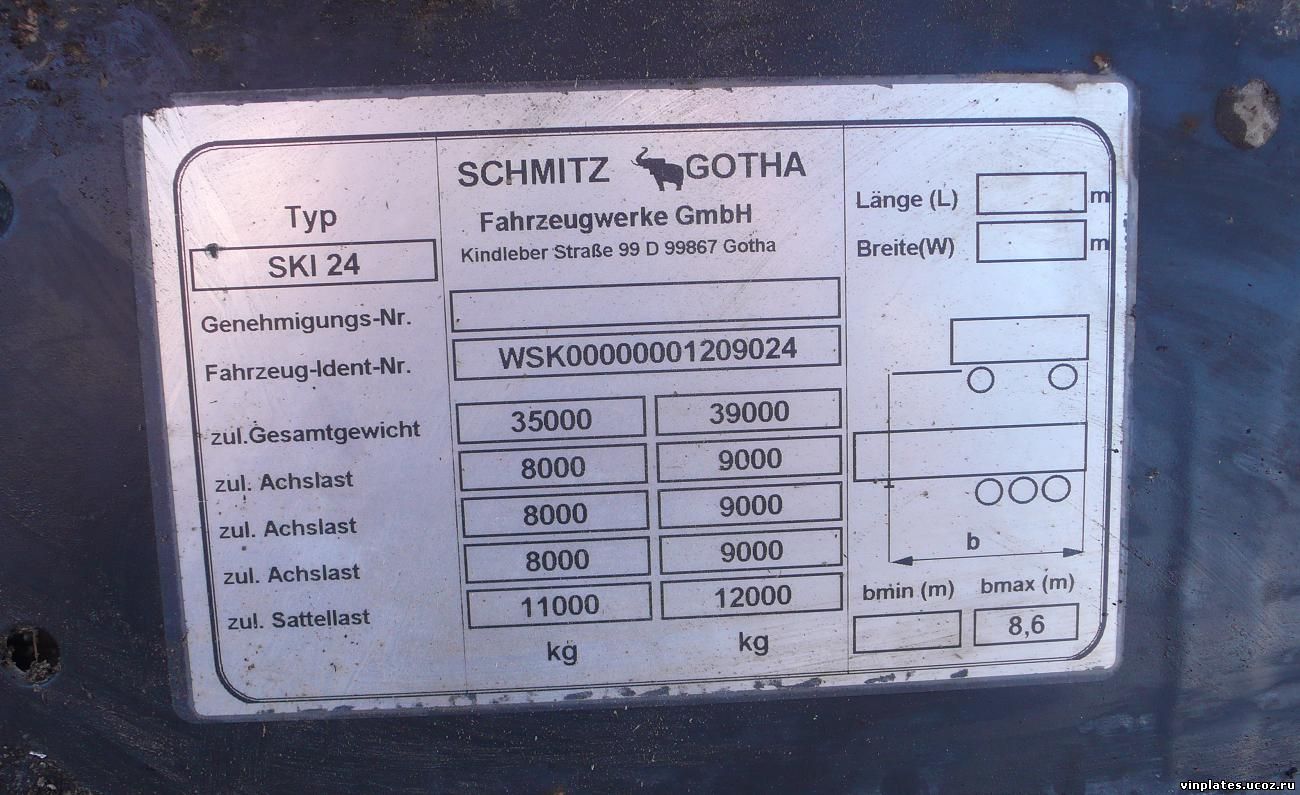 SCHMITZ GOTHA
Fahrzeugwerke GmbH
Kindleber Straße 99 D 99867 Gotha
Typ
SKI 24
Genehmigungs-Nr.
Fahrzeug-Ident-Nr. WSK00000001209024
zul.Gesamtgewicht 35000 39000
zul. Achslast 8000 9000
zul. Achslast 8000 9000
zul. Achslast 8000 9000
zul. Sattellast 11000 12000
kg kg
Länge (L) m
Breite(W) m
b
bmin (m) bmax (m)
8,6
vinplates.ucoz.ru